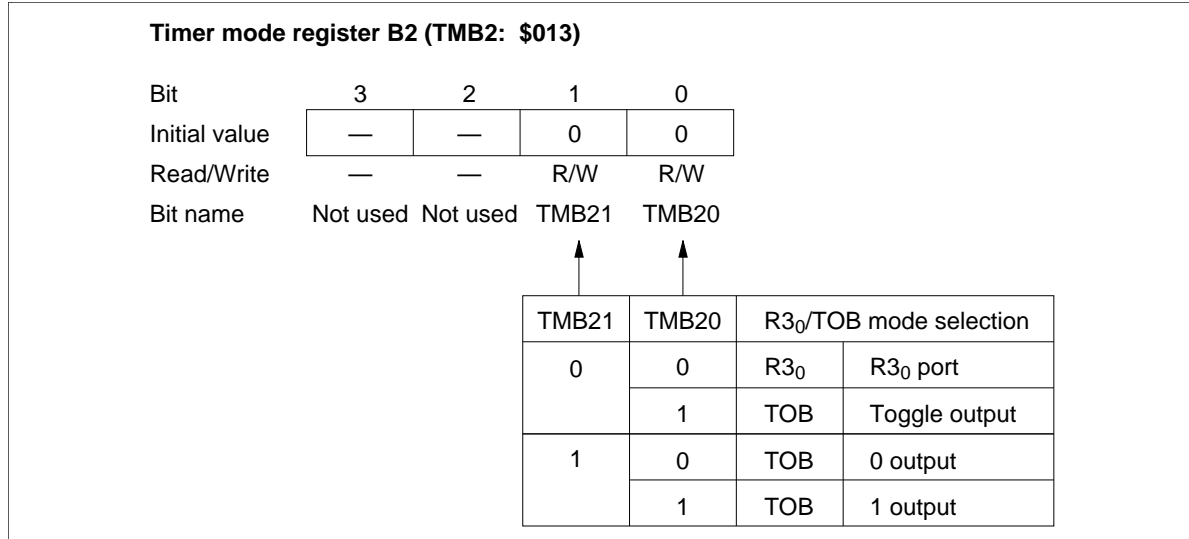 Timer mode register B2 (TMB2: $013)
Bit 3 2 1 0
Initial value — — 0 0
Read/Write — — R/W R/W
Bit name Not used Not used TMB21 TMB20
TMB21 TMB20 R3₀/TOB mode selection
0 0 R3₀ R3₀ port
1 TOB Toggle output
1 0 TOB 0 output
1 TOB 1 output